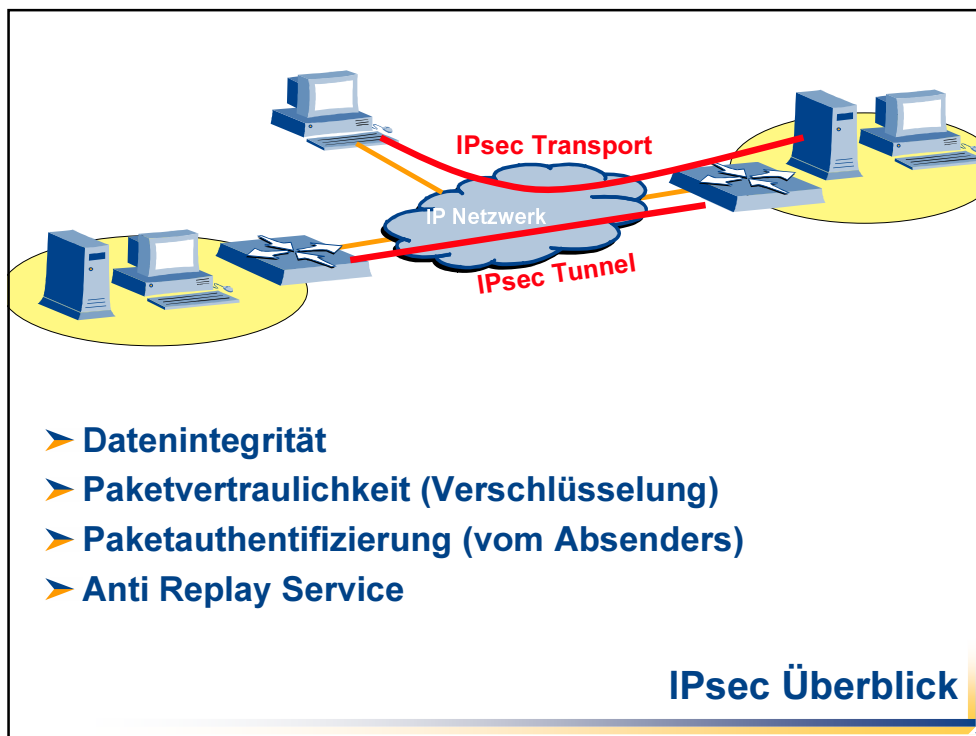 IPsec Transport
IP Netzwerk
IPsec Tunnel
Datenintegrität
Paketvertraulichkeit (Verschlüsselung)
Paketauthentifizierung (vom Absenders)
Anti Replay Service
IPsec Überblick